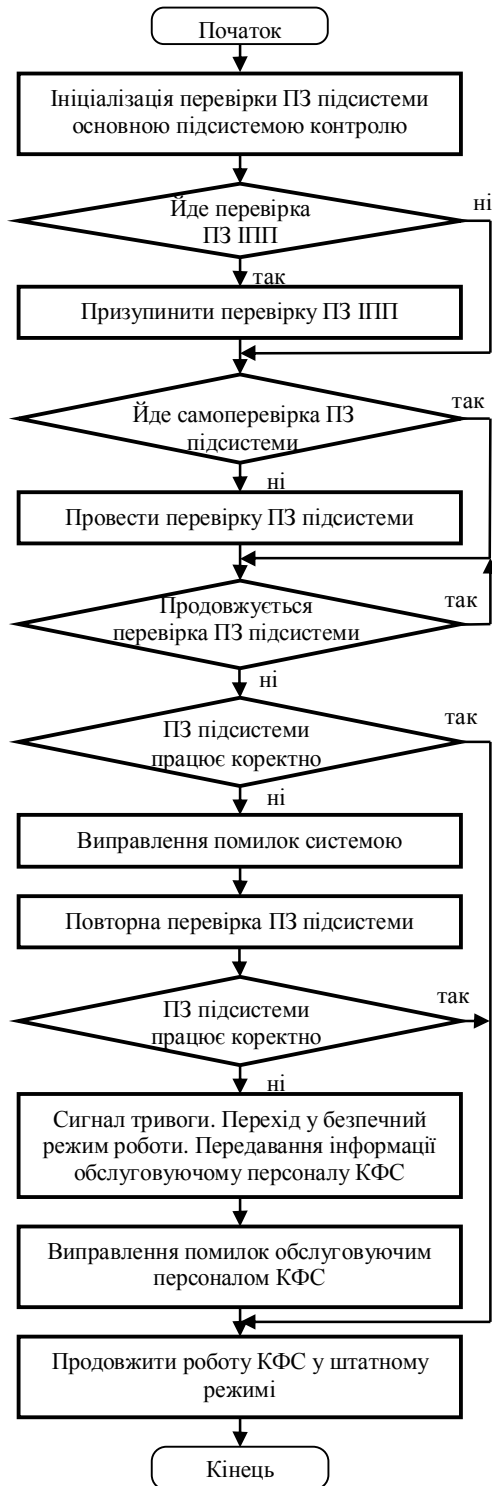 Початок
Ініціалізація перевірки ПЗ підсистеми
основною підсистемою контролю
Йде перевірка
ПЗ ІПП
ні
так
Призупинити перевірку ПЗ ІПП
Йде самоперевірка ПЗ
підсистеми
так
ні
Провести перевірку ПЗ підсистеми
Продовжується
перевірка ПЗ підсистеми
так
ні
ПЗ підсистеми
працює коректно
так
ні
Виправлення помилок системою
Повторна перевірка ПЗ підсистеми
ПЗ підсистеми
працює коректно
так
ні
Сигнал тривоги. Перехід у безпечний
режим роботи. Передавання інформації
обслуговуючому персоналу КФС
Виправлення помилок обслуговуючим
персоналом КФС
Продовжити роботу КФС у штатному
режимі
Кінець